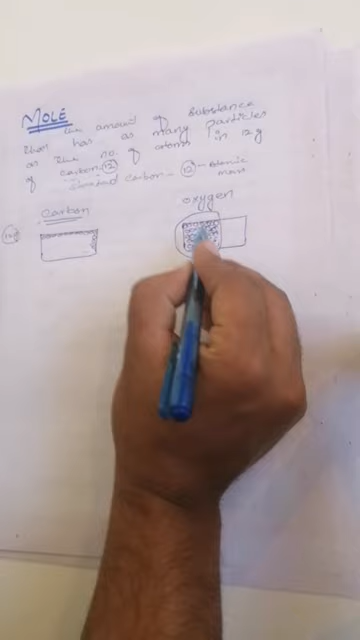 MOLE
The amount of substance
that has as many particles
as the no. of atoms in 12g
of carbon-12
Standard carbon - 12 - Atomic mass
Carbon
oxygen